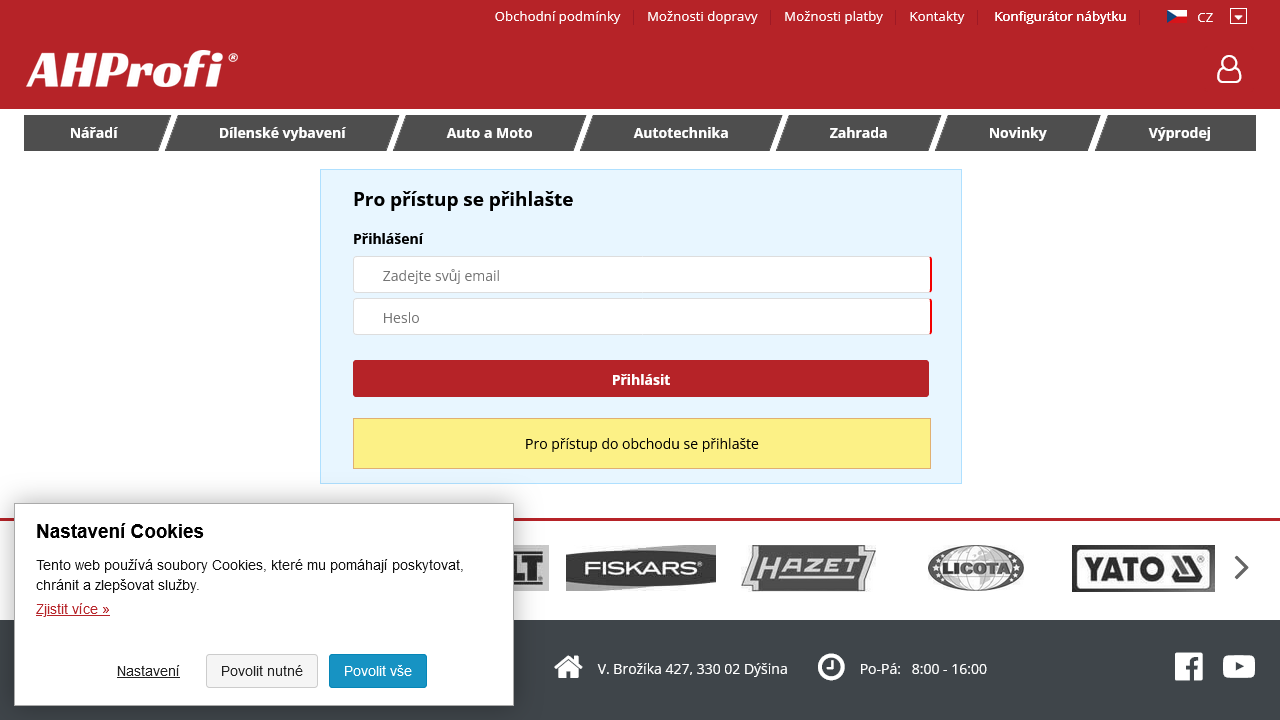 Obchodní podmínky
Možnosti dopravy
Možnosti platby
Kontakty
Konfigurátor nábytku
CZ
AHProfi ®
Nářadí
Dílenské vybavení
Auto a Moto
Autotechnika
Zahrada
Novinky
Výprodej
Pro přístup se přihlašte
Přihlášení
Zadejte svůj email
Heslo
Přihlásit
Pro přístup do obchodu se přihlašte
Nastavení Cookies
Tento web používá soubory Cookies, které mu pomáhají poskytovat,
chránit a zlepšovat služby.
Zjistit více »
Nastavení
Povolit nutné
Povolit vše
FISKARS®
HAZET
LICOTA
YATO ®
V. Brožíka 427, 330 02 Dýšina
Po-Pá: 8:00 - 16:00